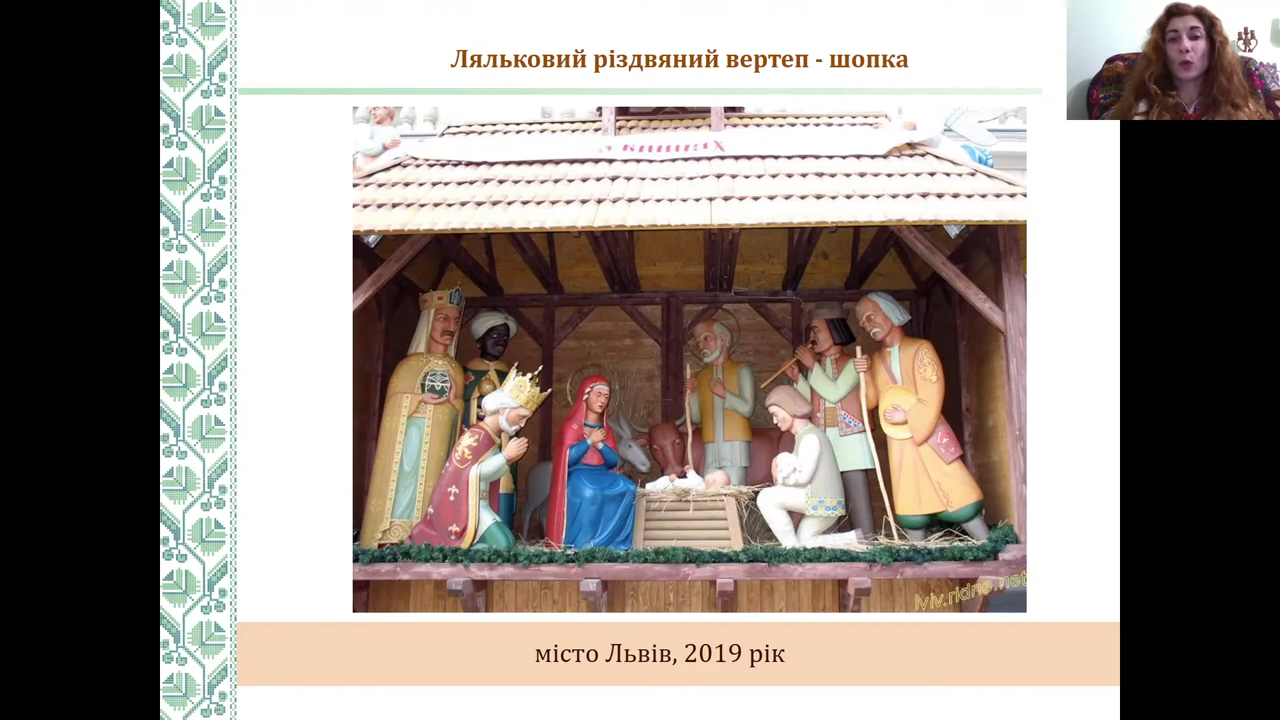 Ляльковий різдвяний вертеп - шопка
lviv.ridne.net
місто Львів, 2019 рік